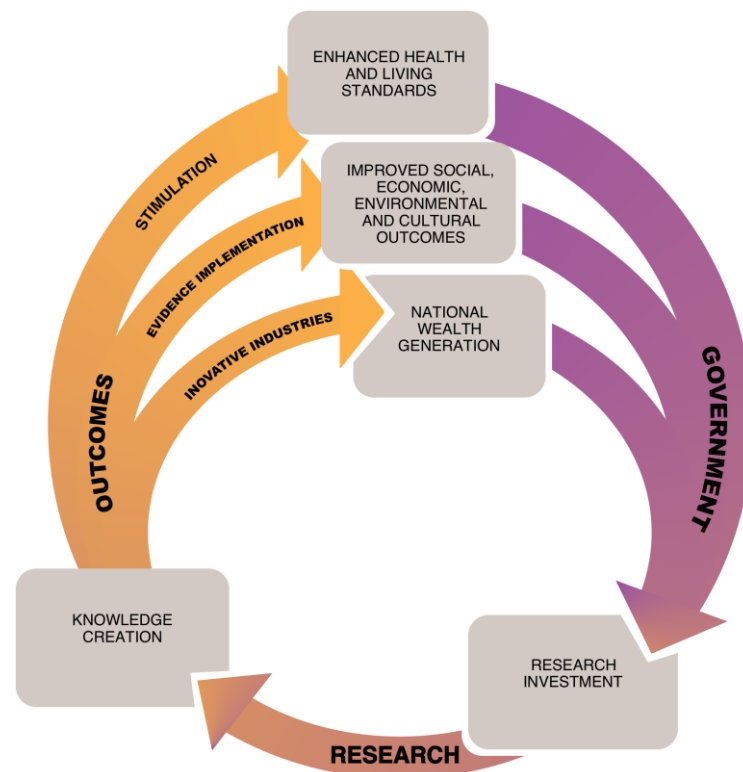 ENHANCED HEALTH
AND LIVING
STANDARDS
STIMULATION
IMPROVED SOCIAL,
ECONOMIC,
ENVIRONMENTAL
AND CULTURAL
OUTCOMES
EVIDENCE IMPLEMENTATION
NATIONAL
WEALTH
GENERATION
INOVATIVE INDUSTRIES
OUTCOMES
GOVERNMENT
KNOWLEDGE
CREATION
RESEARCH
INVESTMENT
RESEARCH